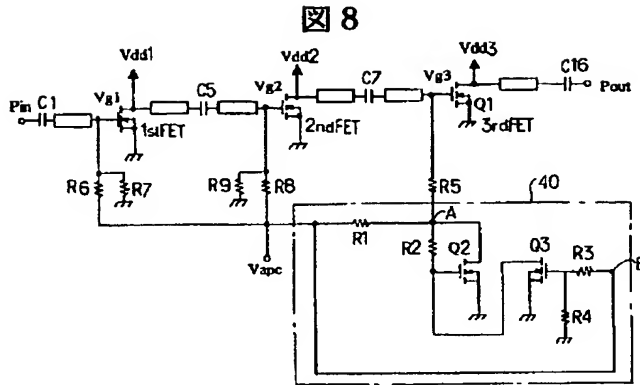 図 8
Vdd1
Vdd2
Vdd3
Pin
C1
Vg1
C5
Vg2
C7
Vg3
C16
Pout
1stFET
2ndFET
Q1
3rdFET
R6
R7
R9
R8
R5
40
A
R1
R2
Q2
Q3
R3
B
Vapc
R4